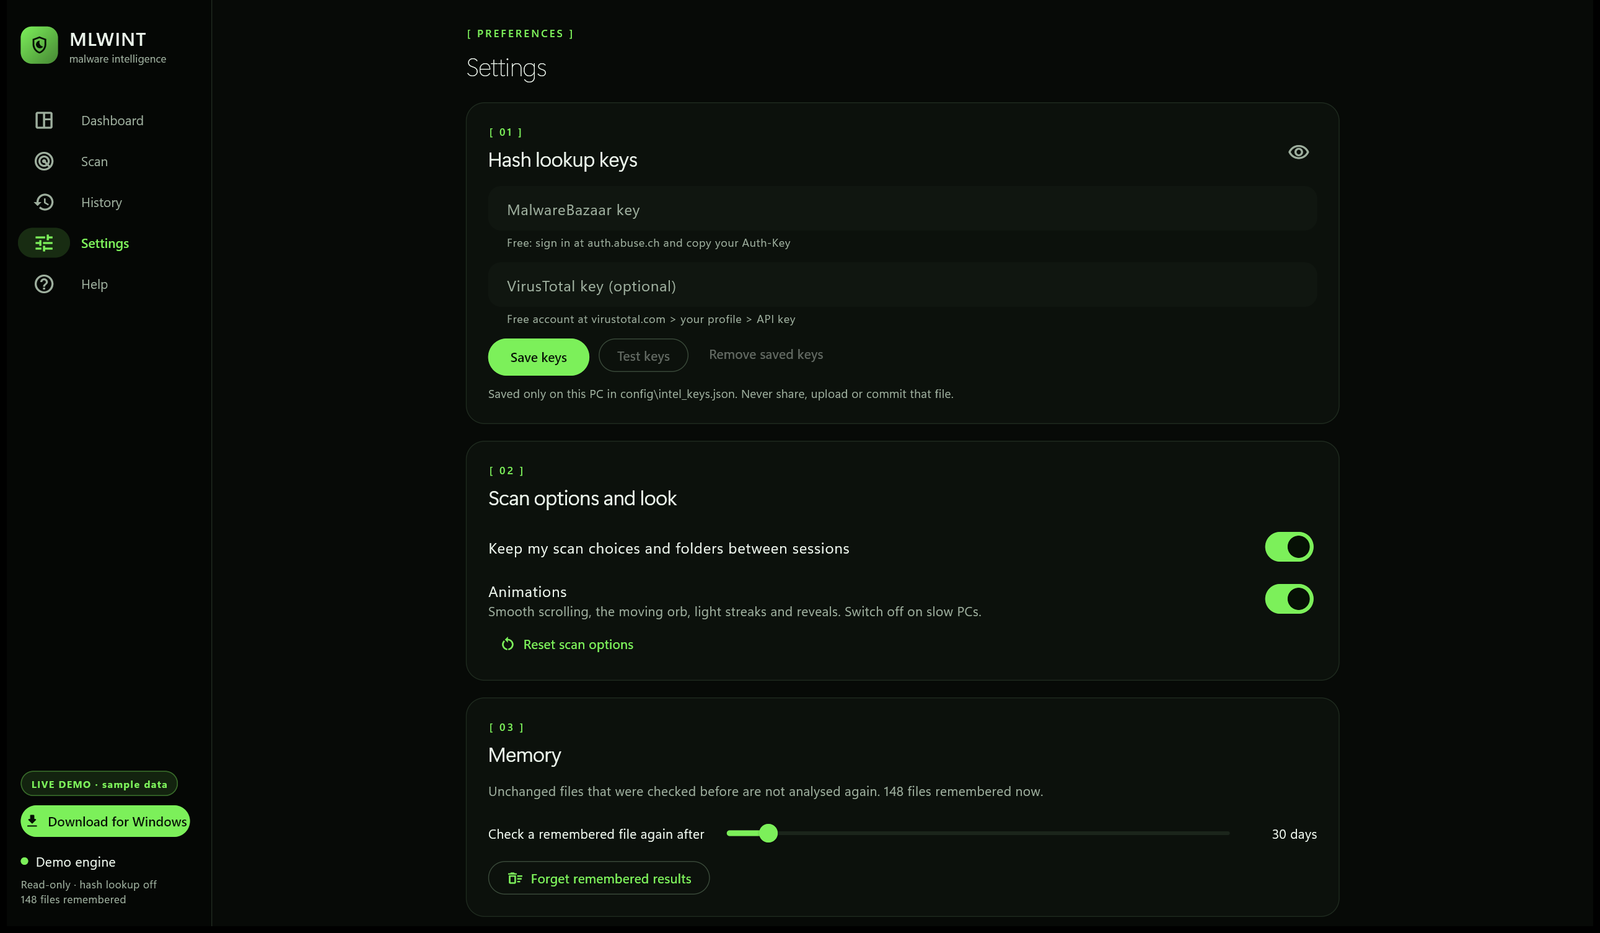 MLWINT
malware intelligence
Dashboard
Scan
History
Settings
Help
LIVE DEMO · sample data
Download for Windows
Demo engine
Read-only · hash lookup off
148 files remembered
[ PREFERENCES ]
Settings
[ 01 ]
Hash lookup keys
MalwareBazaar key
Free: sign in at auth.abuse.ch and copy your Auth-Key
VirusTotal key (optional)
Free account at virustotal.com > your profile > API key
Save keys
Test keys
Remove saved keys
Saved only on this PC in config\intel_keys.json. Never share, upload or commit that file.
[ 02 ]
Scan options and look
Keep my scan choices and folders between sessions
Animations
Smooth scrolling, the moving orb, light streaks and reveals. Switch off on slow PCs.
Reset scan options
[ 03 ]
Memory
Unchanged files that were checked before are not analysed again. 148 files remembered now.
Check a remembered file again after
30 days
Forget remembered results